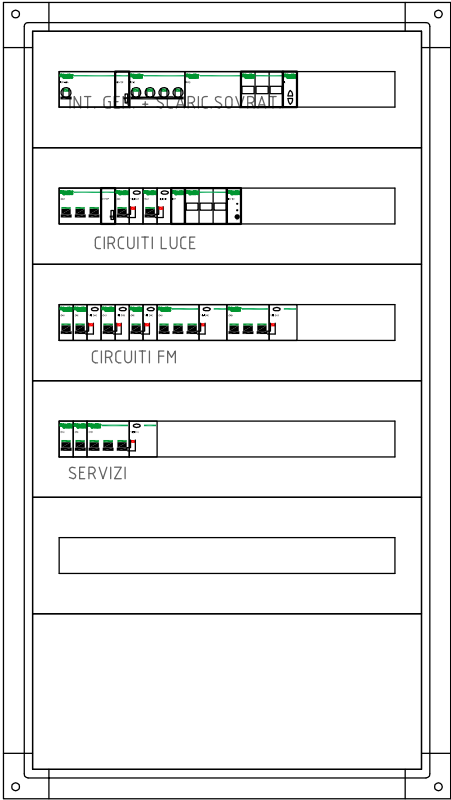 INT. GEN. + SCARIC.SOVRAT.
CIRCUITI LUCE
CIRCUITI FM
SERVIZI